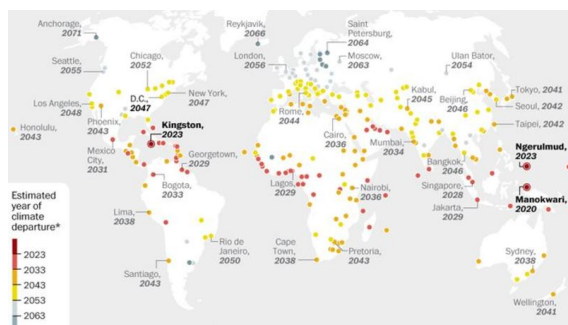 Anchorage,
2071
Reykjavik,
2066
Saint
Petersburg,
2064
Seattle,
2055
Chicago,
2052
London,
2056
Moscow,
2063
Ulan Bator,
2054
D.C.,
2047
New York,
2047
Los Angeles,
2048
Phoenix,
2043
Rome,
2044
Kabul,
2045
Beijing,
2046
Tokyo, 2041
Seoul, 2042
Honolulu,
2043
Kingston,
2023
Cairo,
2036
Taipei, 2042
Mexico
City,
2031
Georgetown,
2029
Mumbai,
2034
Ngerulmud,
2023
Bangkok,
2046
Bogota,
2033
Lagos,
2029
Nairobi,
2036
Singapore,
2028
Manokwari,
2020
Jakarta,
2029
Lima,
2038
Rio de
Janeiro,
2050
Cape
Town,
2038
Pretoria,
2043
Sydney,
2038
Santiago,
2043
Wellington,
2041
Estimated
year of
climate
departure*
2023
2033
2043
2053
2063